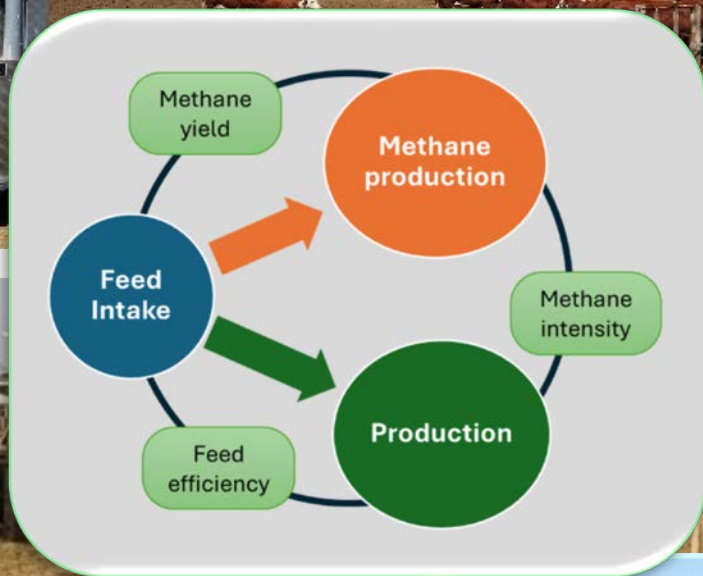 Methane
yield
Methane
production
Feed
Intake
Methane
intensity
Production
Feed
efficiency